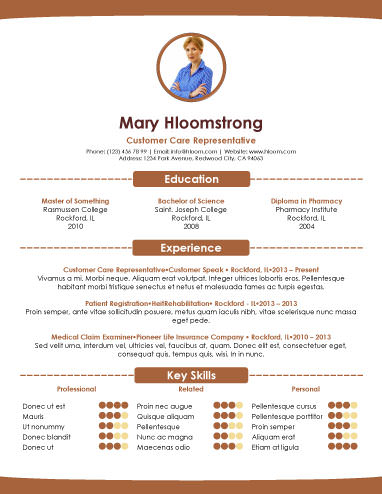 Mary Hloomstrong
Customer Care Representative
Phone: (123) 456 78 99 | Email: info@hloom.com | Website: www.hloom.com
Address: 1234 Park Avenue, Redwood City, CA 94063
Education
Master of Something
Rasmussen College
Rockford, IL
2010
Bachelor of Science
Saint. Joseph College
Rockford, IL
2008
Diploma in Pharmacy
Pharmacy Institute
Rockford, IL
2004
Experience
Customer Care Representative•Customer Speak • Rockford, IL•2013 – Present
Vivamus a mi. Morbi neque. Aliquam erat volutpat. Integer ultrices lobortis eros. Pellentesque
habitant morbi tristique senectus et netus et malesuada fames ac turpis egestas.
Patient Registration•HeltRehabilitation• Rockford - IL•2013 – 2013
Proin semper, ante vitae sollicitudin posuere, metus quam iaculis nibh, vitae scelerisque nunc massa
eget pede.
Medical Claim Examiner•Pioneer Life Insurance Company • Rockford, IL•2010 – 2013
Sed velit urna, interdum vel, ultricies vel, faucibus at, quam. Donec elit est, consectetuer eget,
consequat quis, tempus quis, wisi. In in nunc.
Key Skills
Professional
Donec ut est
Mauris
Ut nonummy
Donec blandit
Donec ut
Related
Proin nec augue
Quisque aliquam
Pellentesque
Nunc ac magna
Maecenas odio
Personal
Pellentesque cursus
Pellentesque porttitor
Proin semper
Aliquam erat
Etiam at ligula